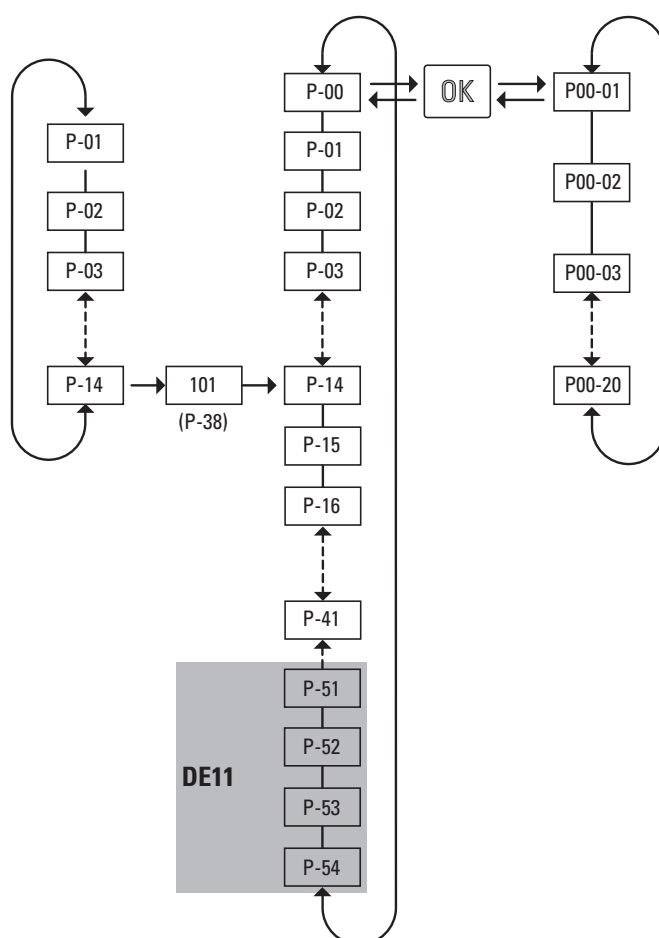 P-01
P-02
P-03
P-14
101
(P-38)
P-00
P-01
P-02
P-03
P-14
P-15
P-16
P-41
DE11
P-51
P-52
P-53
P-54
OK
P00-01
P00-02
P00-03
P00-20